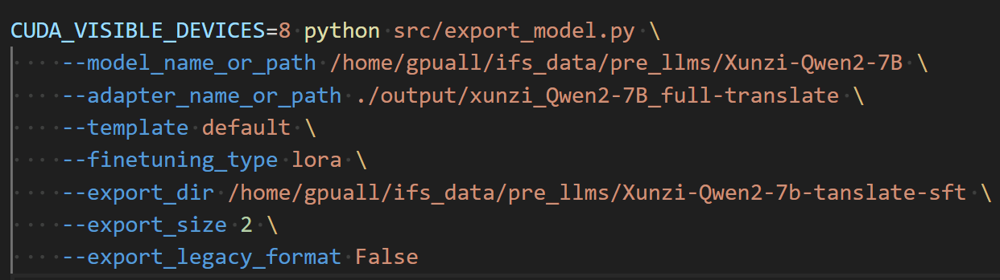 CUDA_VISIBLE_DEVICES=8 python src/export_model.py \
--model_name_or_path /home/gpuall/ifs_data/pre_llms/Xunzi-Qwen2-7B \
--adapter_name_or_path ./output/xunzi_Qwen2-7B_full-translate \
--template default \
--finetuning_type lora \
--export_dir /home/gpuall/ifs_data/pre_llms/Xunzi-Qwen2-7b-tanslate-sft \
--export_size 2 \
--export_legacy_format False